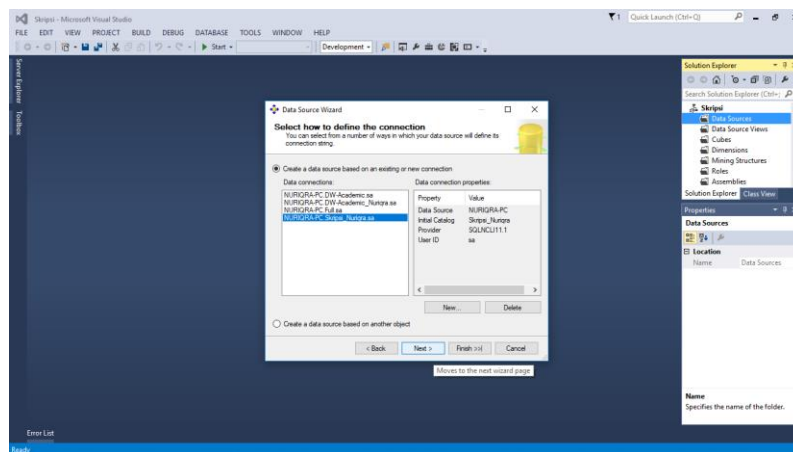 Skripsi - Microsoft Visual Studio
1
Quick Launch (Ctrl+Q)
FILE EDIT VIEW PROJECT BUILD DEBUG DATABASE TOOLS WINDOW HELP
Start
Development
Server Explorer
Toolbox
Solution Explorer
Search Solution Explorer (Ctrl+;)
Skripsi
Data Sources
Data Source Views
Cubes
Dimensions
Mining Structures
Roles
Assemblies
Solution Explorer Class View
Properties
Data Sources
Location
Name Data Sources
Name
Specifies the name of the folder.
Data Source Wizard
Select how to define the connection
You can select from a number of ways in which your data source will define its
connection string.
Create a data source based on an existing or new connection
Data connections:
NURIQRA-PC.DW-Academic.sa
NURIQRA-PC.DW-Academic_Nuriqra.sa
NURIQRA-PC.Full.sa
NURIQRA-PC.Skripsi_Nuriqra.sa
Data connection properties:
Property Value
Data Source NURIQRA-PC
Initial Catalog Skripsi_Nuriqra
Provider SQLNCLI11.1
User ID sa
New... Delete
Create a data source based on another object
< Back Next > Finish >>| Cancel
Moves to the next wizard page
Error List
Ready